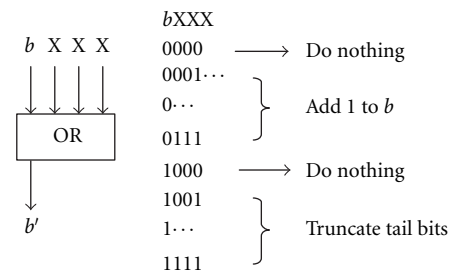 bXXX
b X X X
0000 Do nothing
0001···
0··· Add 1 to b
OR
0111
1000 Do nothing
1001
b′ 1··· Truncate tail bits
1111